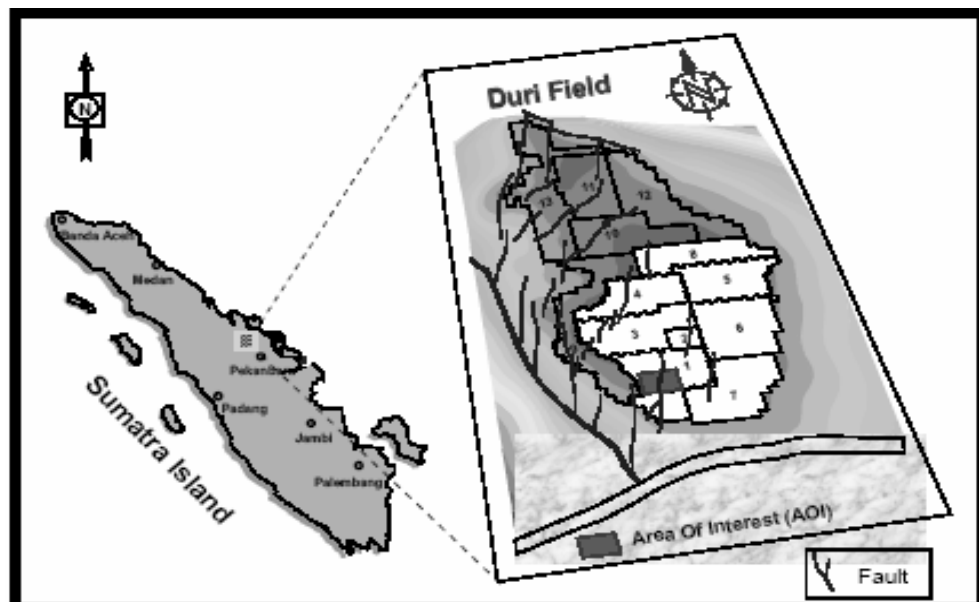 N
Banda Aceh
Medan
Pekanbaru
Padang
Jambi
Palembang
Sumatra Island
Duri Field
N
11
12
13
10
8
5
4
3
2
6
1
7
Area Of Interest (AOI)
Fault